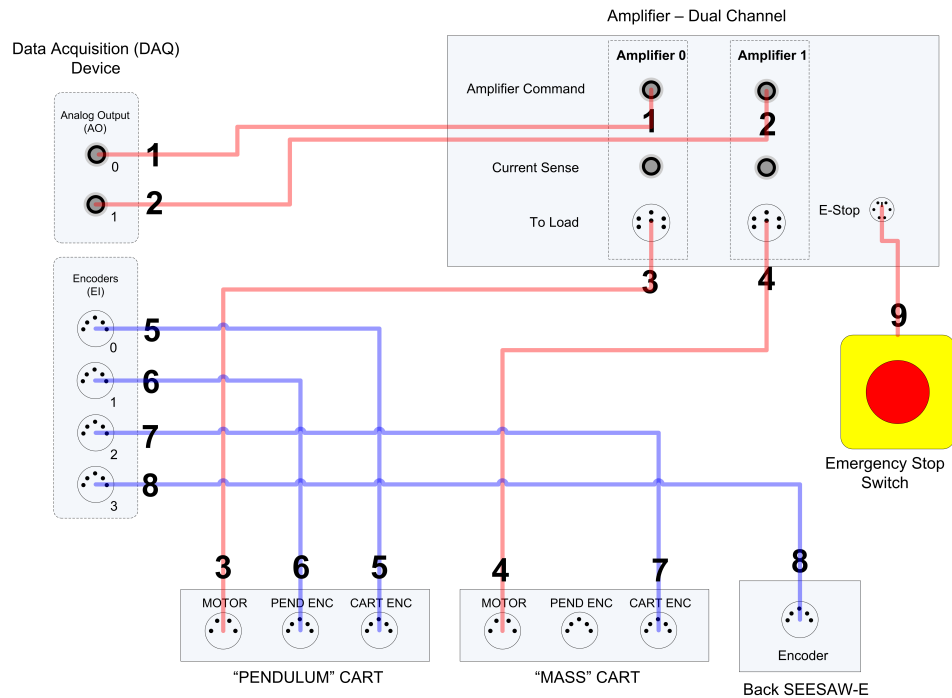 Amplifier – Dual Channel
Data Acquisition (DAQ)
Device
Amplifier 0
Amplifier 1
Amplifier Command
Analog Output
(AO)
0
1
1
2
1
2
Current Sense
To Load
E-Stop
3
4
Encoders
(EI)
0
1
2
3
5
6
7
8
9
Emergency Stop
Switch
3
6
5
4
7
8
MOTOR
PEND ENC
CART ENC
MOTOR
PEND ENC
CART ENC
Encoder
“PENDULUM” CART
“MASS” CART
Back SEESAW-E